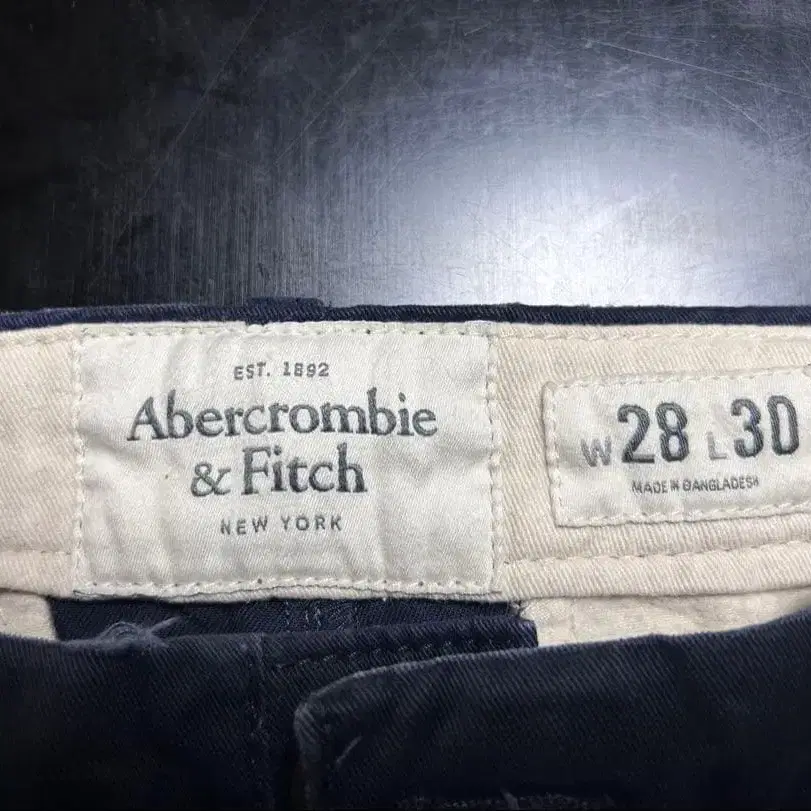 EST. 1892
Abercrombie
& Fitch
NEW YORK
W 28 L 30
MADE IN BANGLADESH